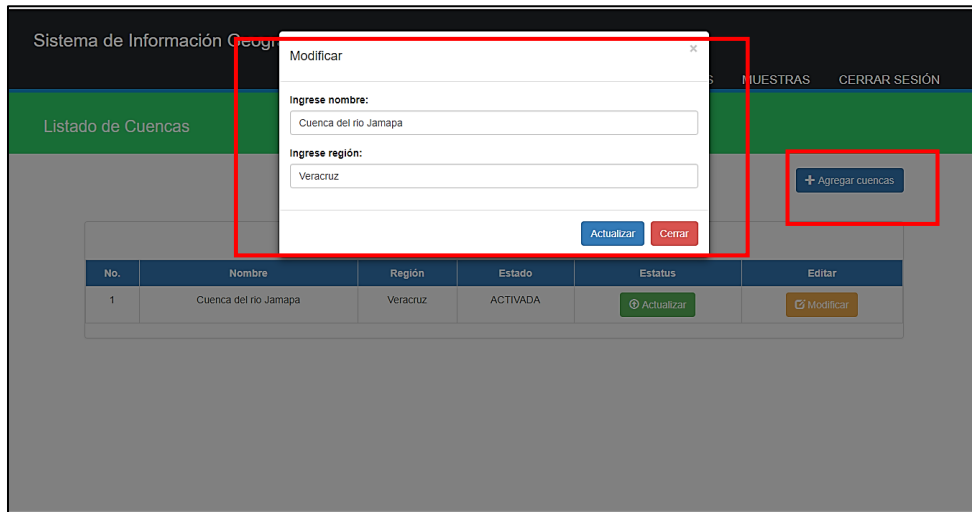 Sistema de Información
Modificar
×
MUESTRAS CERRAR SESIÓN
Ingrese nombre:
Cuenca del rio Jamapa
Listado de Cuencas
Ingrese región:
Veracruz
Agregar cuencas
Actualizar Cerrar
No. Nombre Región Estado Estatus Editar
1 Cuenca del rio Jamapa Veracruz ACTIVADA Actualizar Modificar